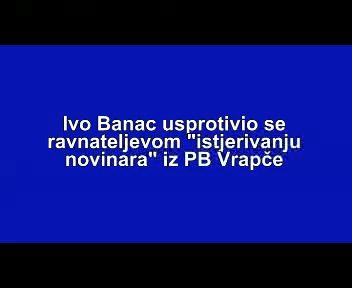 Ivo Banac usprotivio se
ravnateljevom "istjerivanju
novinara" iz PB Vrapče